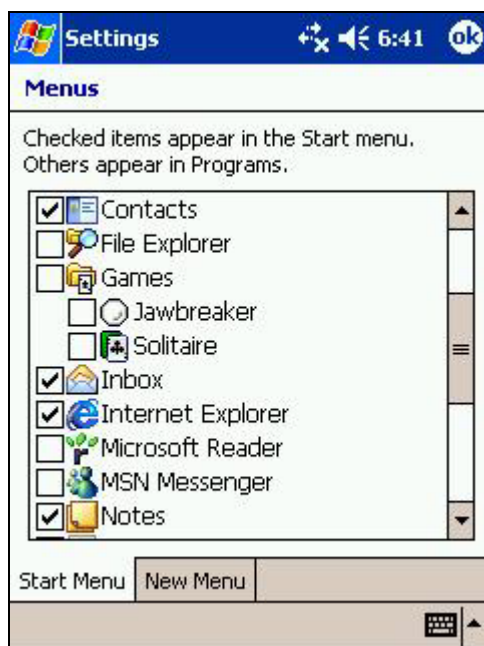 Settings 6:41 ok
Menus
Checked items appear in the Start menu.
Others appear in Programs.
Contacts
File Explorer
Games
Jawbreaker
Solitaire
Inbox
Internet Explorer
Microsoft Reader
MSN Messenger
Notes
Start Menu New Menu